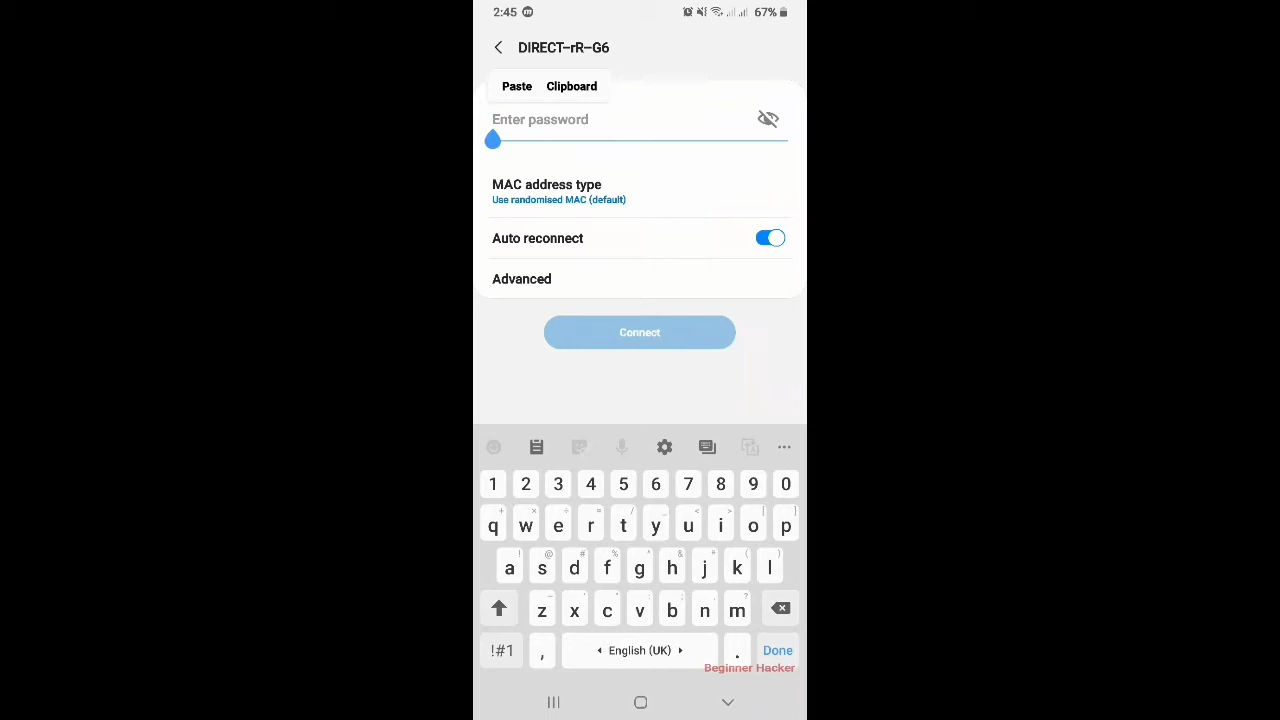 2:45 67%
DIRECT-rR-G6
Paste Clipboard
Enter password
MAC address type
Use randomised MAC (default)
Auto reconnect
Advanced
Connect
1 2 3 4 5 6 7 8 9 0
q w e r t y u i o p
a s d f g h j k l
z x c v b n m
!#1 , English (UK) . Done
Beginner Hacker